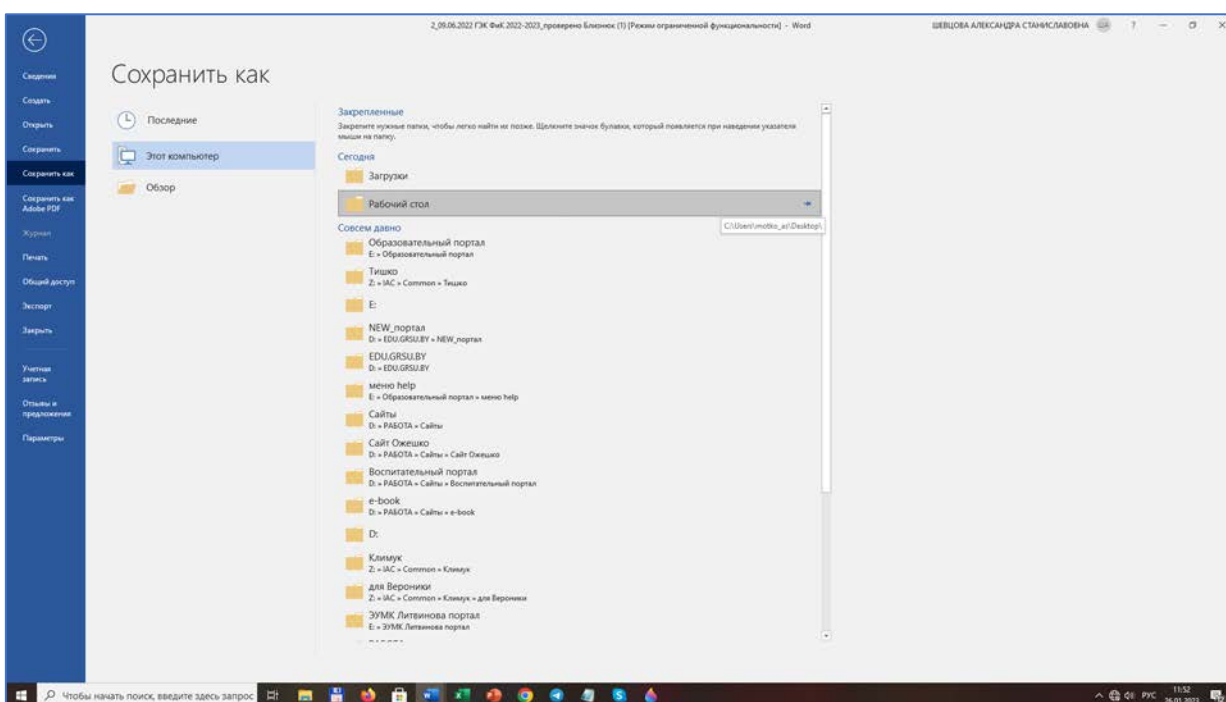 2_09.06.2022 ГЭК ФиК 2022-2023_проверено Близнюк (1) [Режим ограниченной функциональности] - Word
ШЕВЦОВА АЛЕКСАНДРА СТАНИСЛАВОВНА
?
Сведения
Создать
Открыть
Сохранить
Сохранить как
Сохранить как
Adobe PDF
Журнал
Печать
Общий доступ
Экспорт
Закрыть
Учетная
запись
Отзывы и
предложения
Параметры
Сохранить как
Последние
Этот компьютер
Обзор
Закрепленные
Закрепите нужные папки, чтобы легко найти их позже. Щелкните значок булавки, который появляется при наведении указателя
мыши на папку.
Сегодня
Загрузки
Рабочий стол
C:\Users\motko_as\Desktop\
Совсем давно
Образовательный портал
E: » Образовательный портал
Тишко
Z: » IAC » Common » Тишко
E:
NEW_портал
D: » EDU.GRSU.BY » NEW_портал
EDU.GRSU.BY
D: » EDU.GRSU.BY
меню help
E: » Образовательный портал » меню help
Сайты
D: » РАБОТА » Сайты
Сайт Ожешко
D: » РАБОТА » Сайты » Сайт Ожешко
Воспитательный портал
D: » РАБОТА » Сайты » Воспитательный портал
e-book
D: » РАБОТА » Сайты » e-book
D:
Климук
Z: » IAC » Common » Климук
для Вероники
Z: » IAC » Common » Климук » для Вероники
ЭУМК Литвинова портал
E: » ЭУМК Литвинова портал
Чтобы начать поиск, введите здесь запрос
РУС
11:52
26.01.2023